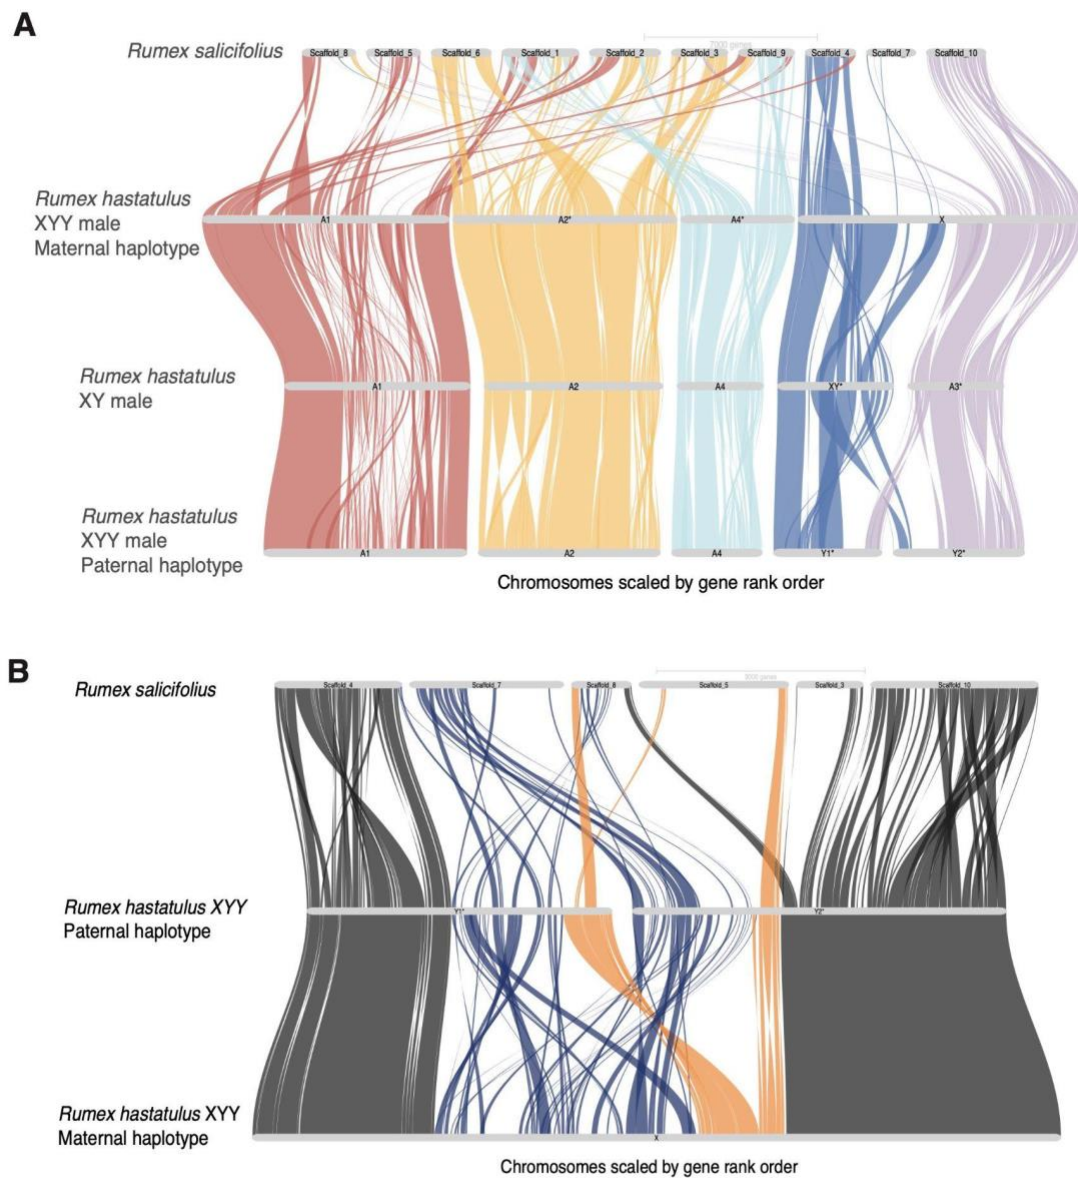 A
7000 genes
Rumex salicifolius
Scaffold_8 Scaffold_5 Scaffold_6 Scaffold_1 Scaffold_2 Scaffold_3 Scaffold_9 Scaffold_4 Scaffold_7 Scaffold_10
Rumex hastatulus
XYY male
Maternal haplotype
A1 A2* A4* X
Rumex hastatulus
XY male
A1 A2 A4 XY* A3*
Rumex hastatulus
XYY male
Paternal haplotype
A1 A2 A4 Y1* Y2*
Chromosomes scaled by gene rank order
B
Rumex salicifolius
Scaffold_4 Scaffold_7 Scaffold_8 Scaffold_5 Scaffold_3 Scaffold_10
Rumex hastatulus XYY
Paternal haplotype
Y1* Y2*
Rumex hastatulus XYY
Maternal haplotype
X
Chromosomes scaled by gene rank order